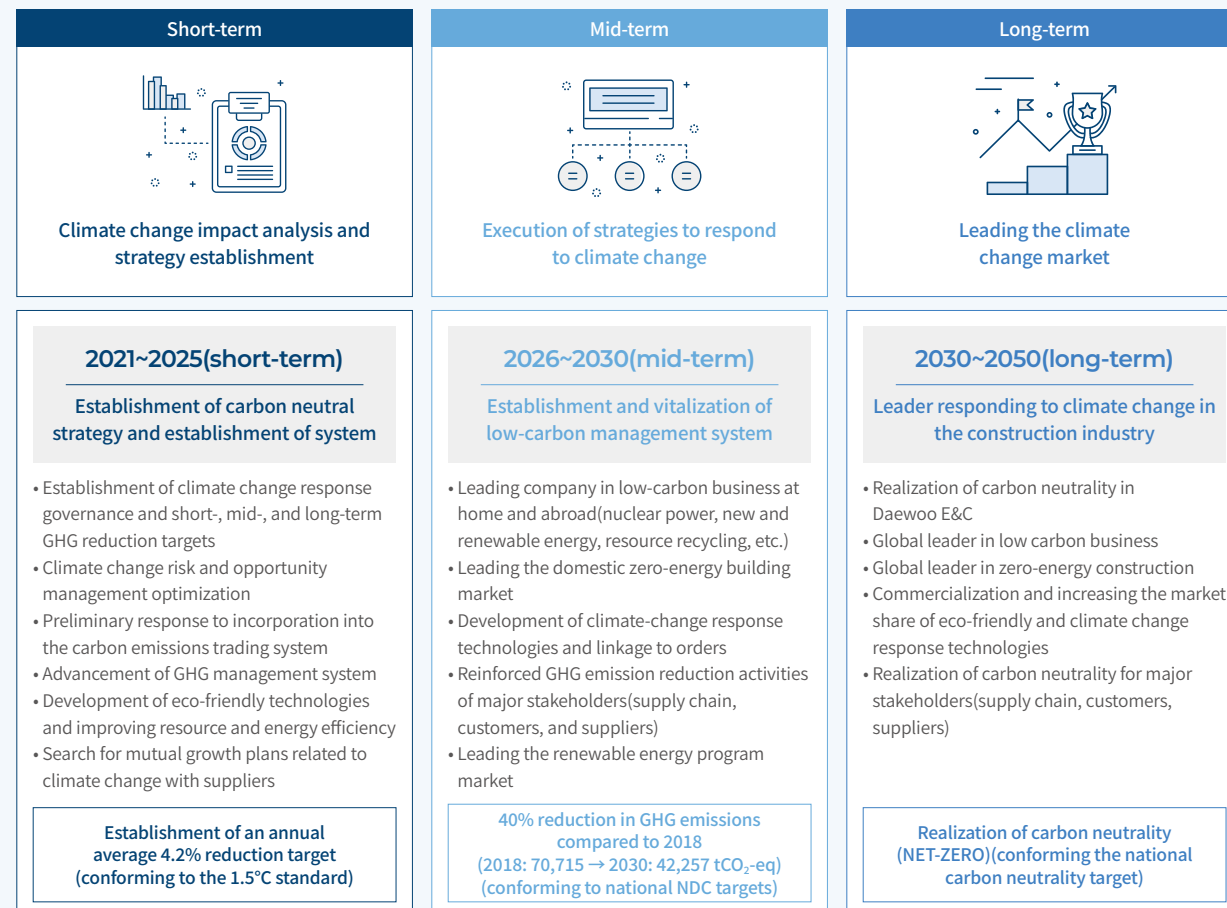 Short-term
Climate change impact analysis and
strategy establishment
2021~2025(short-term)
Establishment of carbon neutral
strategy and establishment of system
• Establishment of climate change response
governance and short-, mid-, and long-term
GHG reduction targets
• Climate change risk and opportunity
management optimization
• Preliminary response to incorporation into
the carbon emissions trading system
• Advancement of GHG management system
• Development of eco-friendly technologies
and improving resource and energy efficiency
• Search for mutual growth plans related to
climate change with suppliers
Establishment of an annual
average 4.2% reduction target
(conforming to the 1.5℃ standard)
Mid-term
Execution of strategies to respond
to climate change
2026~2030(mid-term)
Establishment and vitalization of
low-carbon management system
• Leading company in low-carbon business at
home and abroad(nuclear power, new and
renewable energy, resource recycling, etc.)
• Leading the domestic zero-energy building
market
• Development of climate-change response
technologies and linkage to orders
• Reinforced GHG emission reduction activities
of major stakeholders(supply chain,
customers, and suppliers)
• Leading the renewable energy program
market
40% reduction in GHG emissions
compared to 2018
(2018: 70,715 → 2030: 42,257 tCO₂-eq)
(conforming to national NDC targets)
Long-term
Leading the climate
change market
2030~2050(long-term)
Leader responding to climate change in
the construction industry
• Realization of carbon neutrality in
Daewoo E&C
• Global leader in low carbon business
• Global leader in zero-energy construction
• Commercialization and increasing the market
share of eco-friendly and climate change
response technologies
• Realization of carbon neutrality for major
stakeholders(supply chain, customers,
suppliers)
Realization of carbon neutrality
(NET-ZERO)(conforming the national
carbon neutrality target)